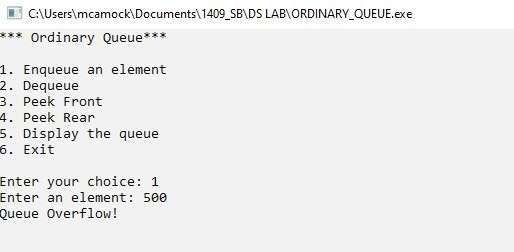 C:\Users\mcamock\Documents\1409_SB\DS LAB\ORDINARY_QUEUE.exe
*** Ordinary Queue***
1. Enqueue an element
2. Dequeue
3. Peek Front
4. Peek Rear
5. Display the queue
6. Exit
Enter your choice: 1
Enter an element: 500
Queue Overflow!